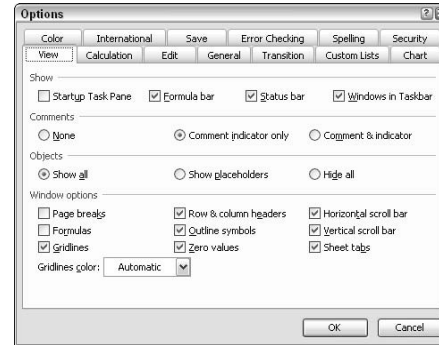 Options
Color International Save Error Checking Spelling Security
View Calculation Edit General Transition Custom Lists Chart
Show
Startup Task Pane Formula bar Status bar Windows in Taskbar
Comments
None Comment indicator only Comment & indicator
Objects
Show all Show placeholders Hide all
Window options
Page breaks Row & column headers Horizontal scroll bar
Formulas Outline symbols Vertical scroll bar
Gridlines Zero values Sheet tabs
Gridlines color: Automatic
OK Cancel